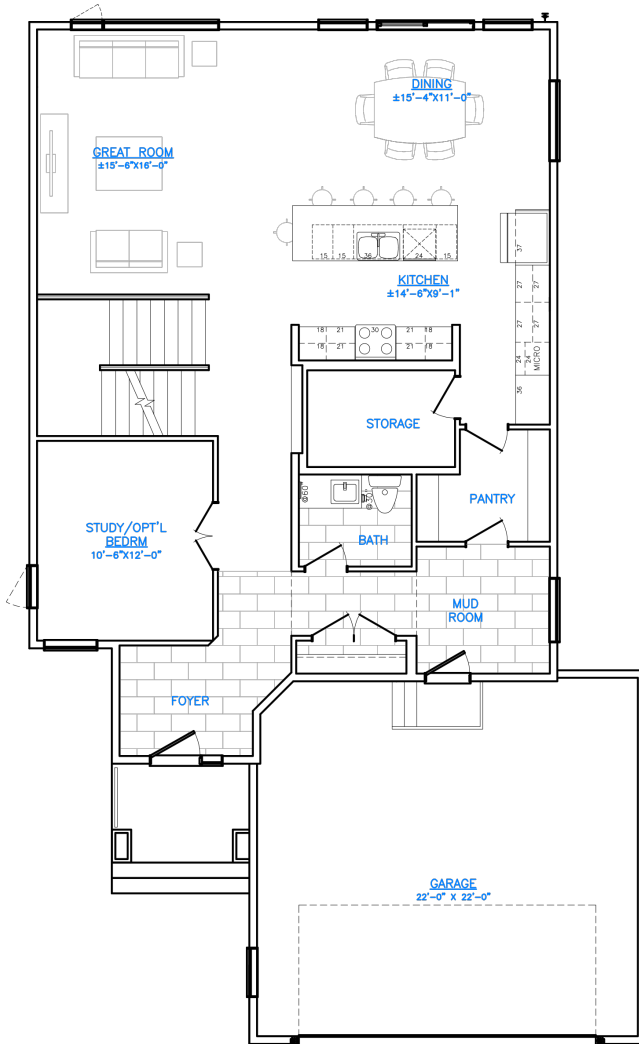 DINING
±15'-4"X11'-0"
GREAT ROOM
±15'-6"X16'-0"
15 15 36 24 15
37
KITCHEN
±14'-6"X9'-1"
27 27
27 27
18 21 30 21 18
18 21 21 18
24 24
MICRO
36
STORAGE
@60"
@30"
PANTRY
STUDY/OPT'L
BEDRM
10'-6"X12'-0"
BATH
MUD
ROOM
FOYER
GARAGE
22'-0" X 22'-0"